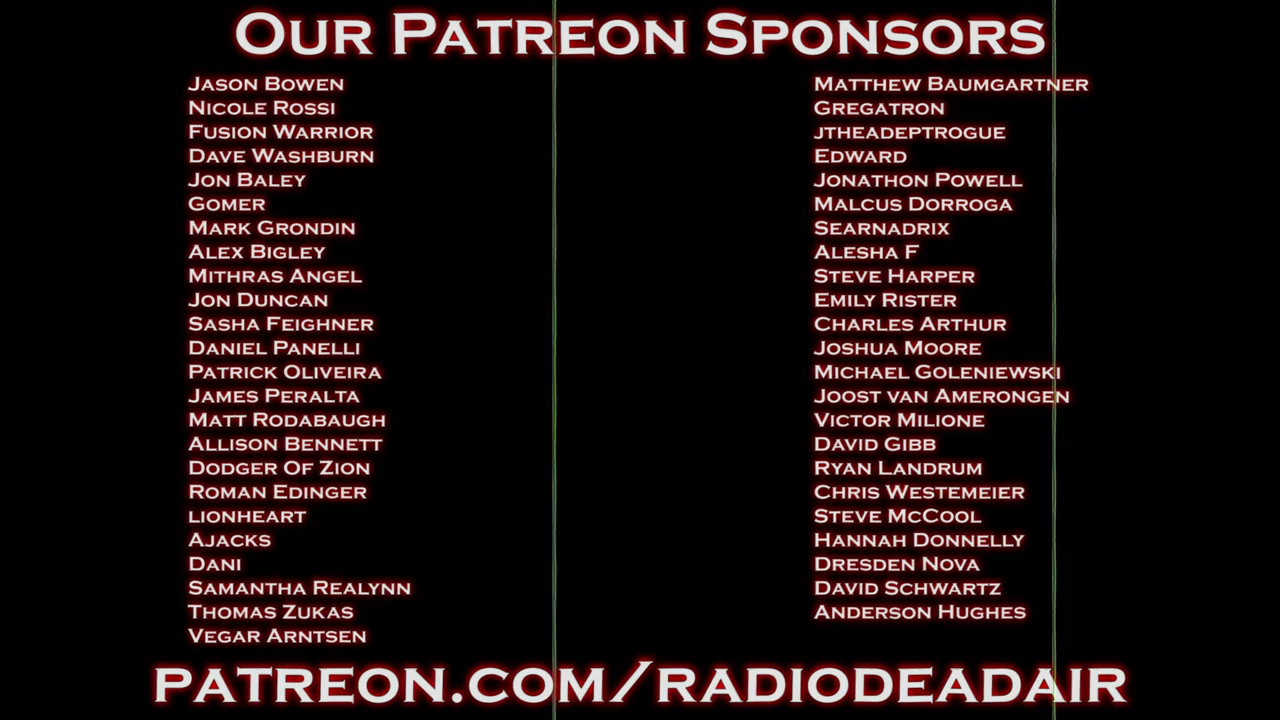 Our Patreon Sponsors
Jason Bowen
Nicole Rossi
Fusion Warrior
Dave Washburn
Jon Baley
Gomer
Mark Grondin
Alex Bigley
Mithras Angel
Jon Duncan
Sasha Feighner
Daniel Panelli
Patrick Oliveira
James Peralta
Matt Rodabaugh
Allison Bennett
Dodger Of Zion
Roman Edinger
lionheart
Ajacks
Dani
Samantha Realynn
Thomas Zukas
Vegar Arntsen
Matthew Baumgartner
Gregatron
jtheadeptrogue
Edward
Jonathon Powell
Malcus Dorroga
Searnadrix
Alesha F
Steve Harper
Emily Rister
Charles Arthur
Joshua Moore
Michael Goleniewski
Joost van Amerongen
Victor Milione
David Gibb
Ryan Landrum
Chris Westemeier
Steve McCool
Hannah Donnelly
Dresden Nova
David Schwartz
Anderson Hughes
patreon.com/radiodeadair